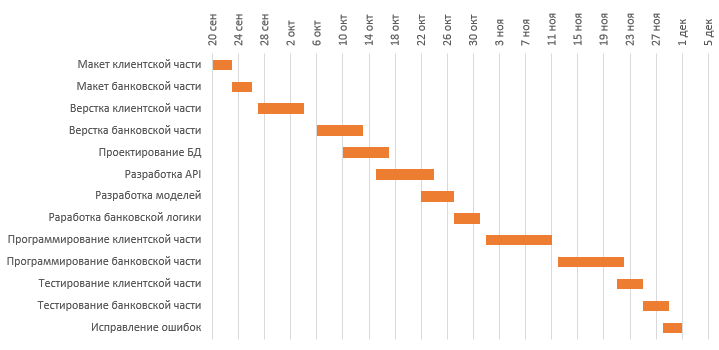 20 сен
24 сен
28 сен
2 окт
6 окт
10 окт
14 окт
18 окт
22 окт
26 окт
30 окт
3 ноя
7 ноя
11 ноя
15 ноя
19 ноя
23 ноя
27 ноя
1 дек
5 дек
Макет клиентской части
Макет банковской части
Верстка клиентской части
Верстка банковской части
Проектирование БД
Разработка API
Разработка моделей
Раработка банковской логики
Программирование клиентской части
Программирование банковской части
Тестирование клиентской части
Тестирование банковской части
Исправление ошибок